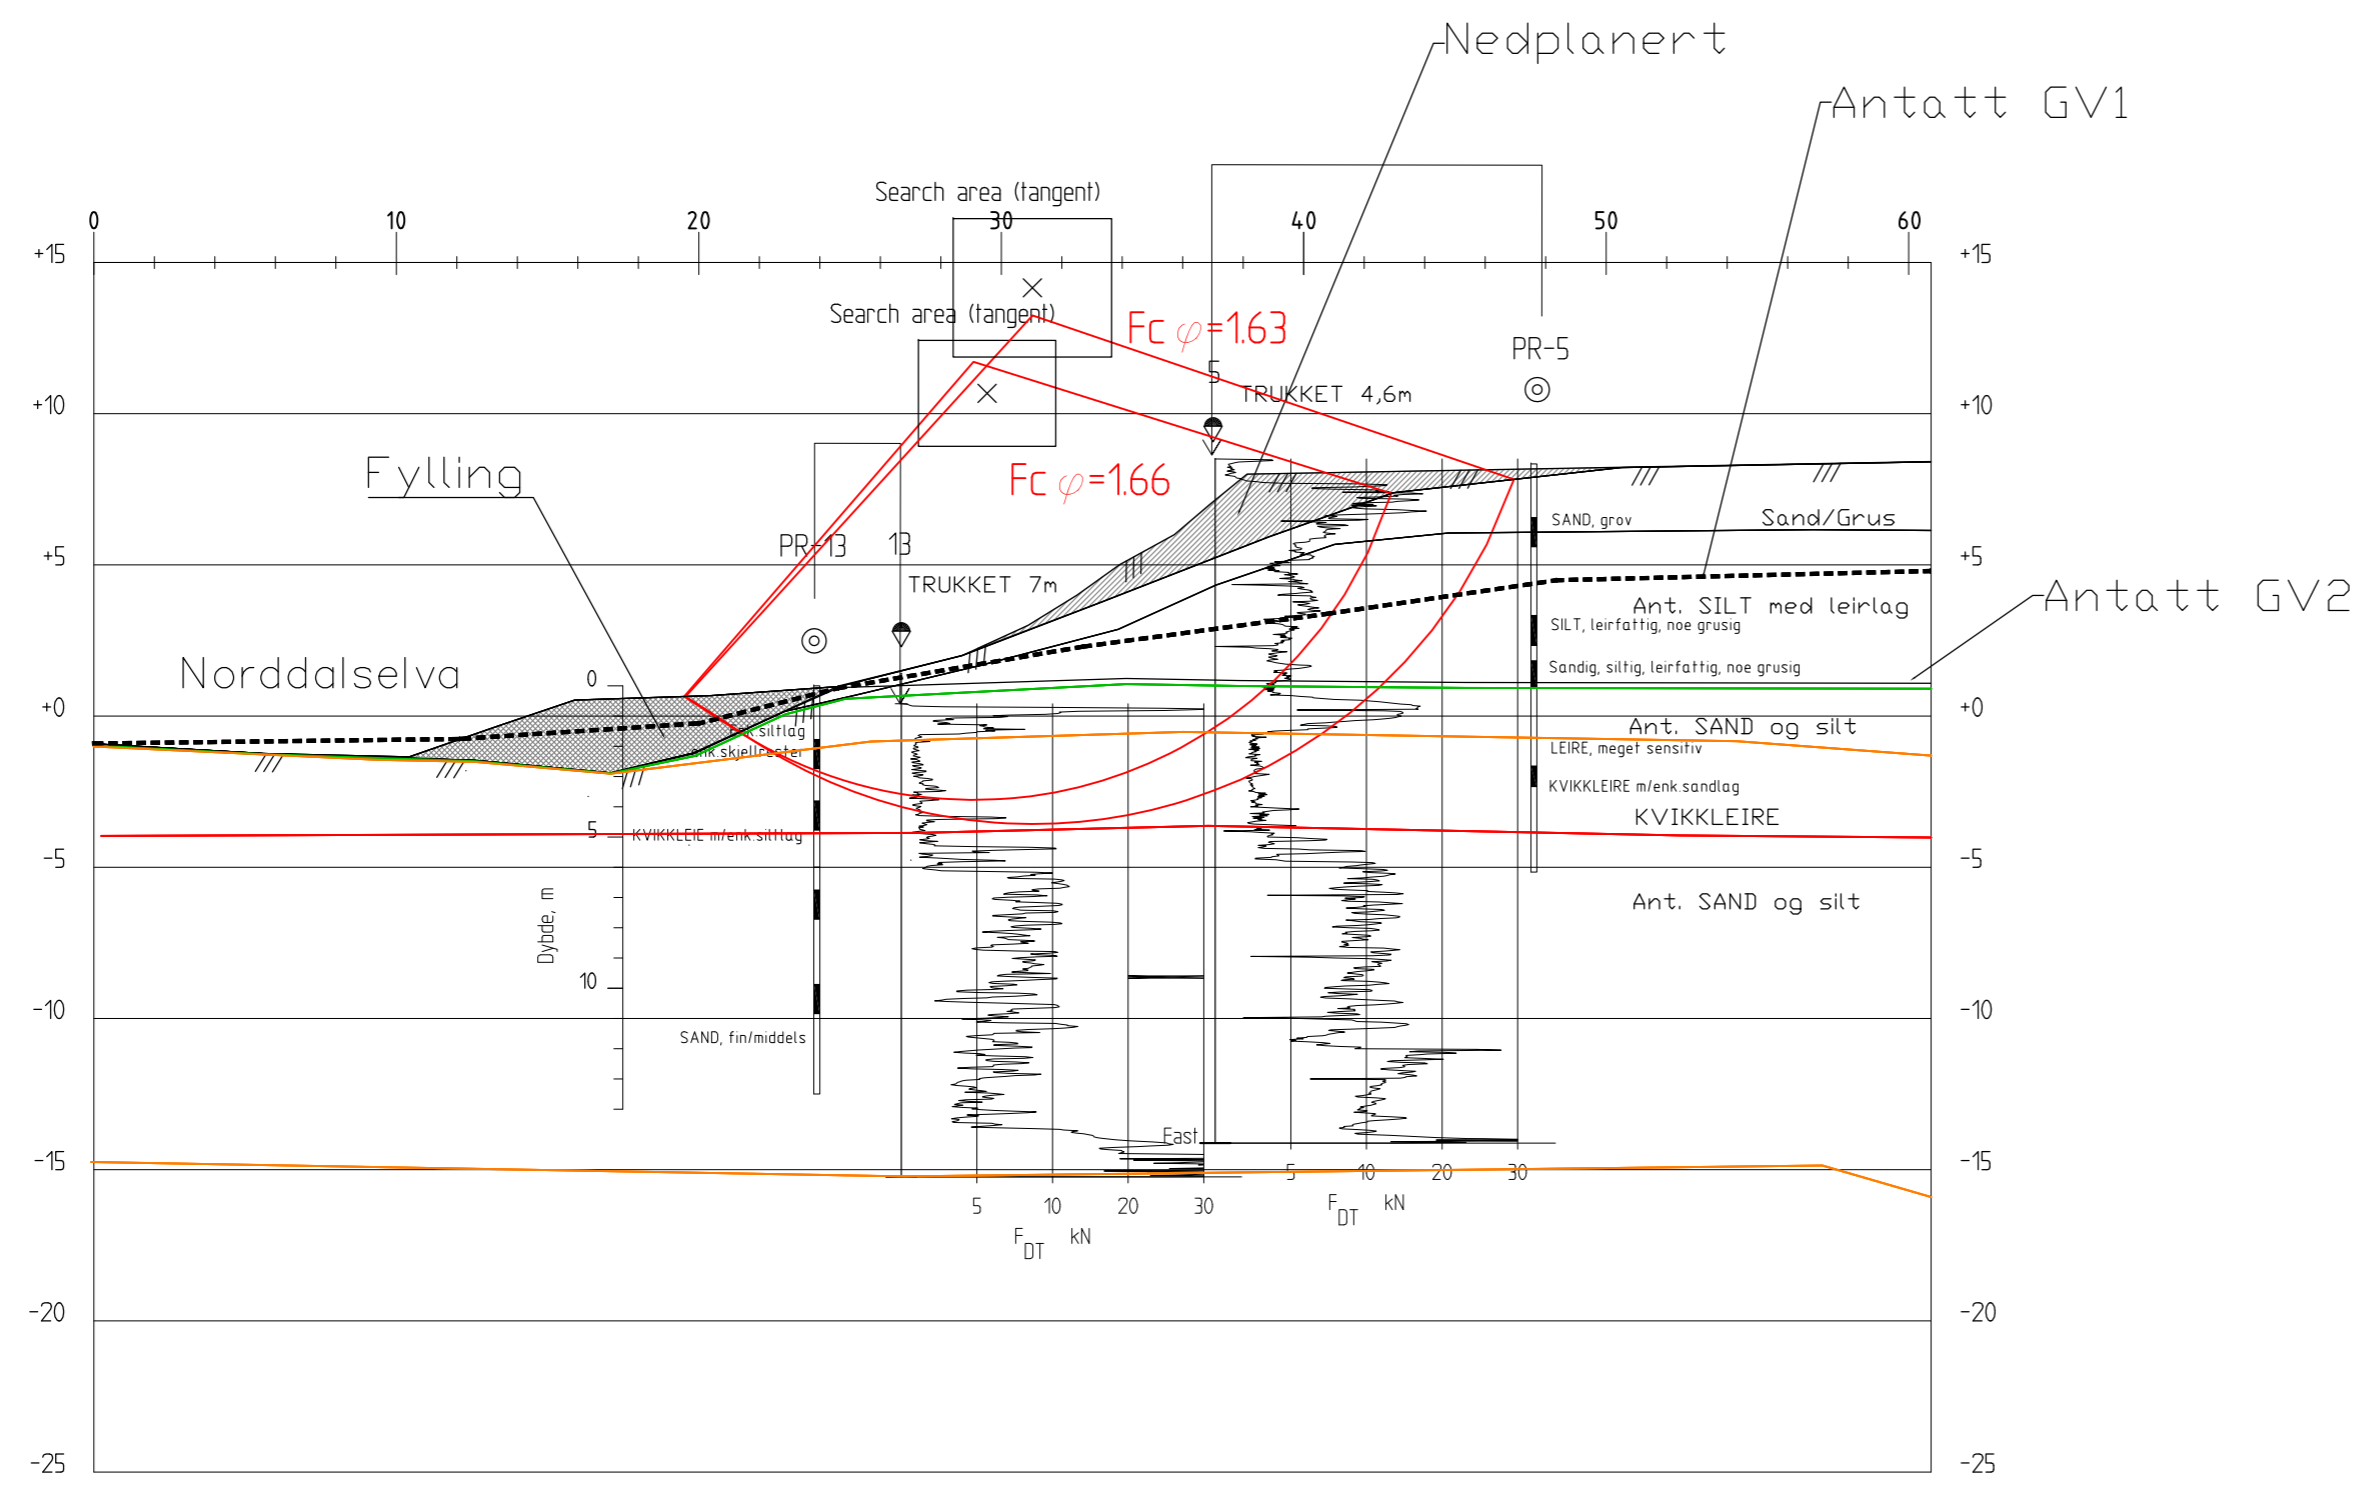 Nedplanert
Antatt GV1
Search area (tangent)
0 10 20 30 40 50 60
+15 +15
Search area (tangent)
Fc φ=1.63
PR-5
5
TRUKKET 4,6m
+10 +10
Fylling
Fc φ=1.66
Sand/Grus
SAND, grov
PR-13 13
+5 +5
TRUKKET 7m
Antatt GV2
Ant. SILT med leirlag
SILT, leirfattig, noe grusig
Norddalselva
Sandig, siltig, leirfattig, noe grusig
0
+0 +0
Ant. SAND og silt
siltlag
LEIRE, meget sensitiv
enk.skjellrester
KVIKKLEIRE m/enk.sandlag
KVIKKLEIRE
5
KVIKKLEIE m/enk.siltlag
-5 -5
Ant. SAND og silt
Dybde, m
10
-10 -10
SAND, fin/middels
East
-15 -15
5 10 20 30
FDT kN
5 10 20 30
FDT kN
-20 -20
-25 -25